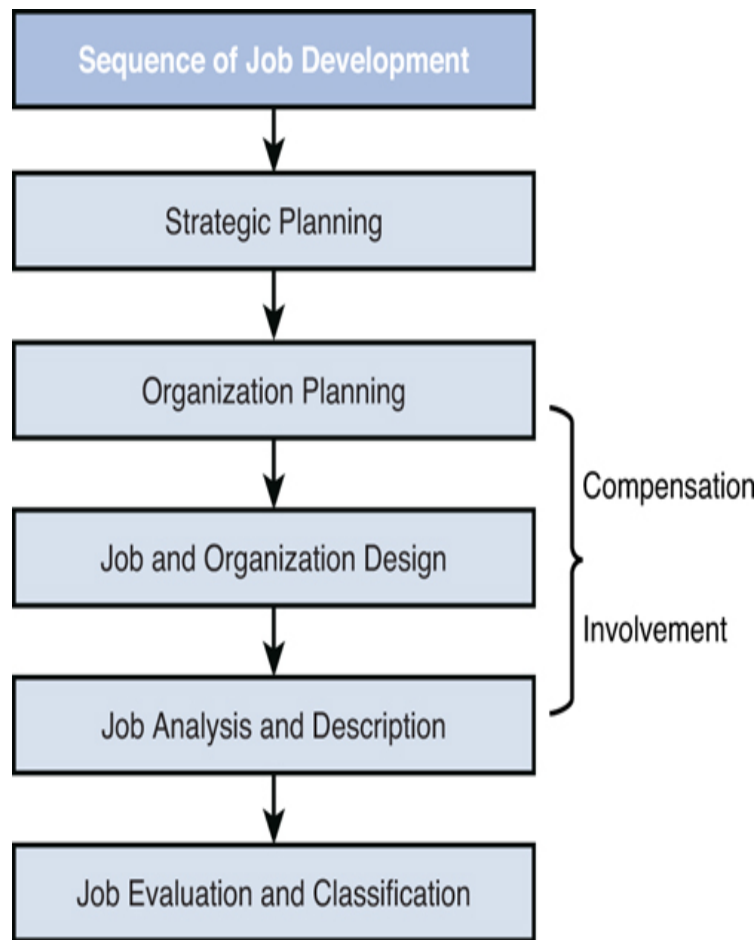 Sequence of Job Development
Strategic Planning
Organization Planning
Compensation
Job and Organization Design
Involvement
Job Analysis and Description
Job Evaluation and Classification